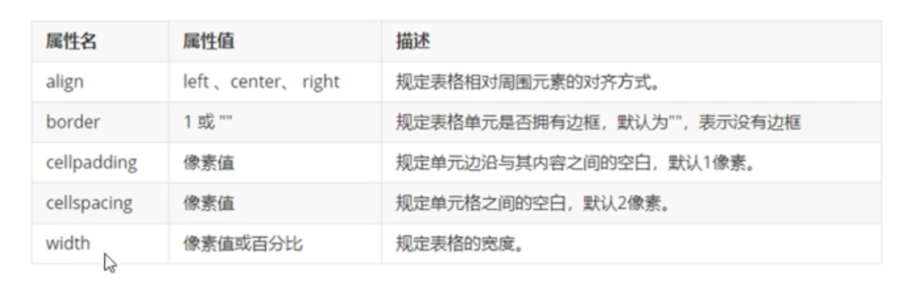 属性名 属性值 描述
align left 、center、 right 规定表格相对周围元素的对齐方式。
border 1 或 "" 规定表格单元是否拥有边框，默认为""，表示没有边框
cellpadding 像素值 规定单元边沿与其内容之间的空白，默认1像素。
cellspacing 像素值 规定单元格之间的空白，默认2像素。
width 像素值或百分比 规定表格的宽度。